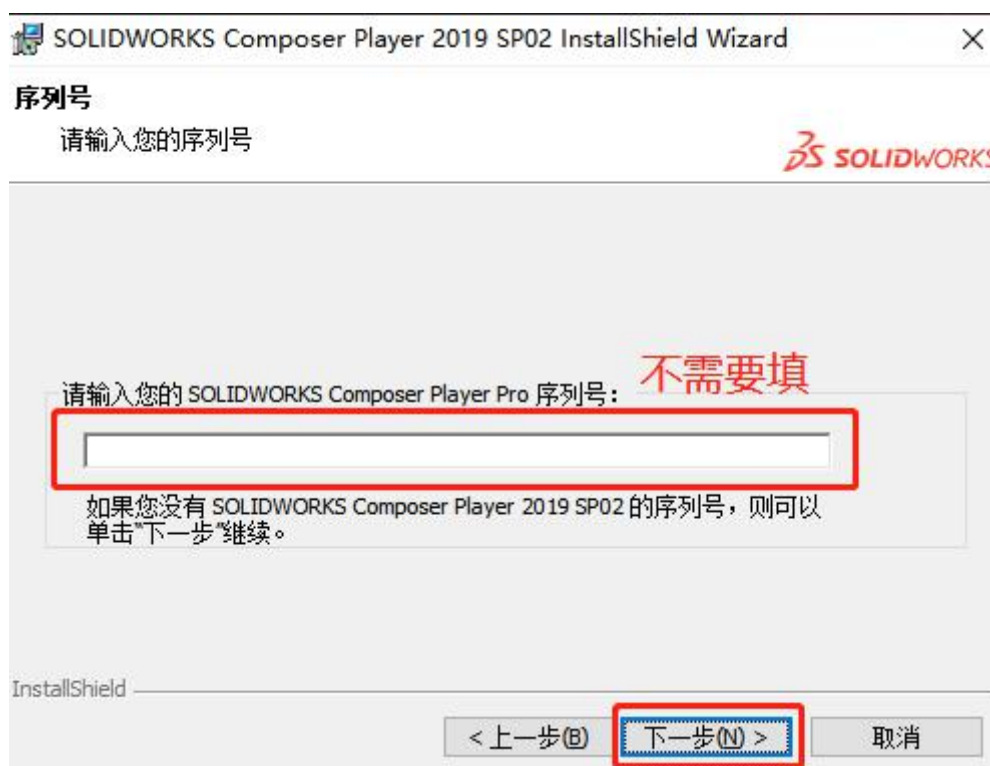 SOLIDWORKS Composer Player 2019 SP02 InstallShield Wizard
序列号
请输入您的序列号
SOLIDWORKS
不需要填
请输入您的 SOLIDWORKS Composer Player Pro 序列号:
如果您没有 SOLIDWORKS Composer Player 2019 SP02 的序列号，则可以
单击"下一步"继续。
InstallShield
< 上一步(B) 下一步(N) > 取消